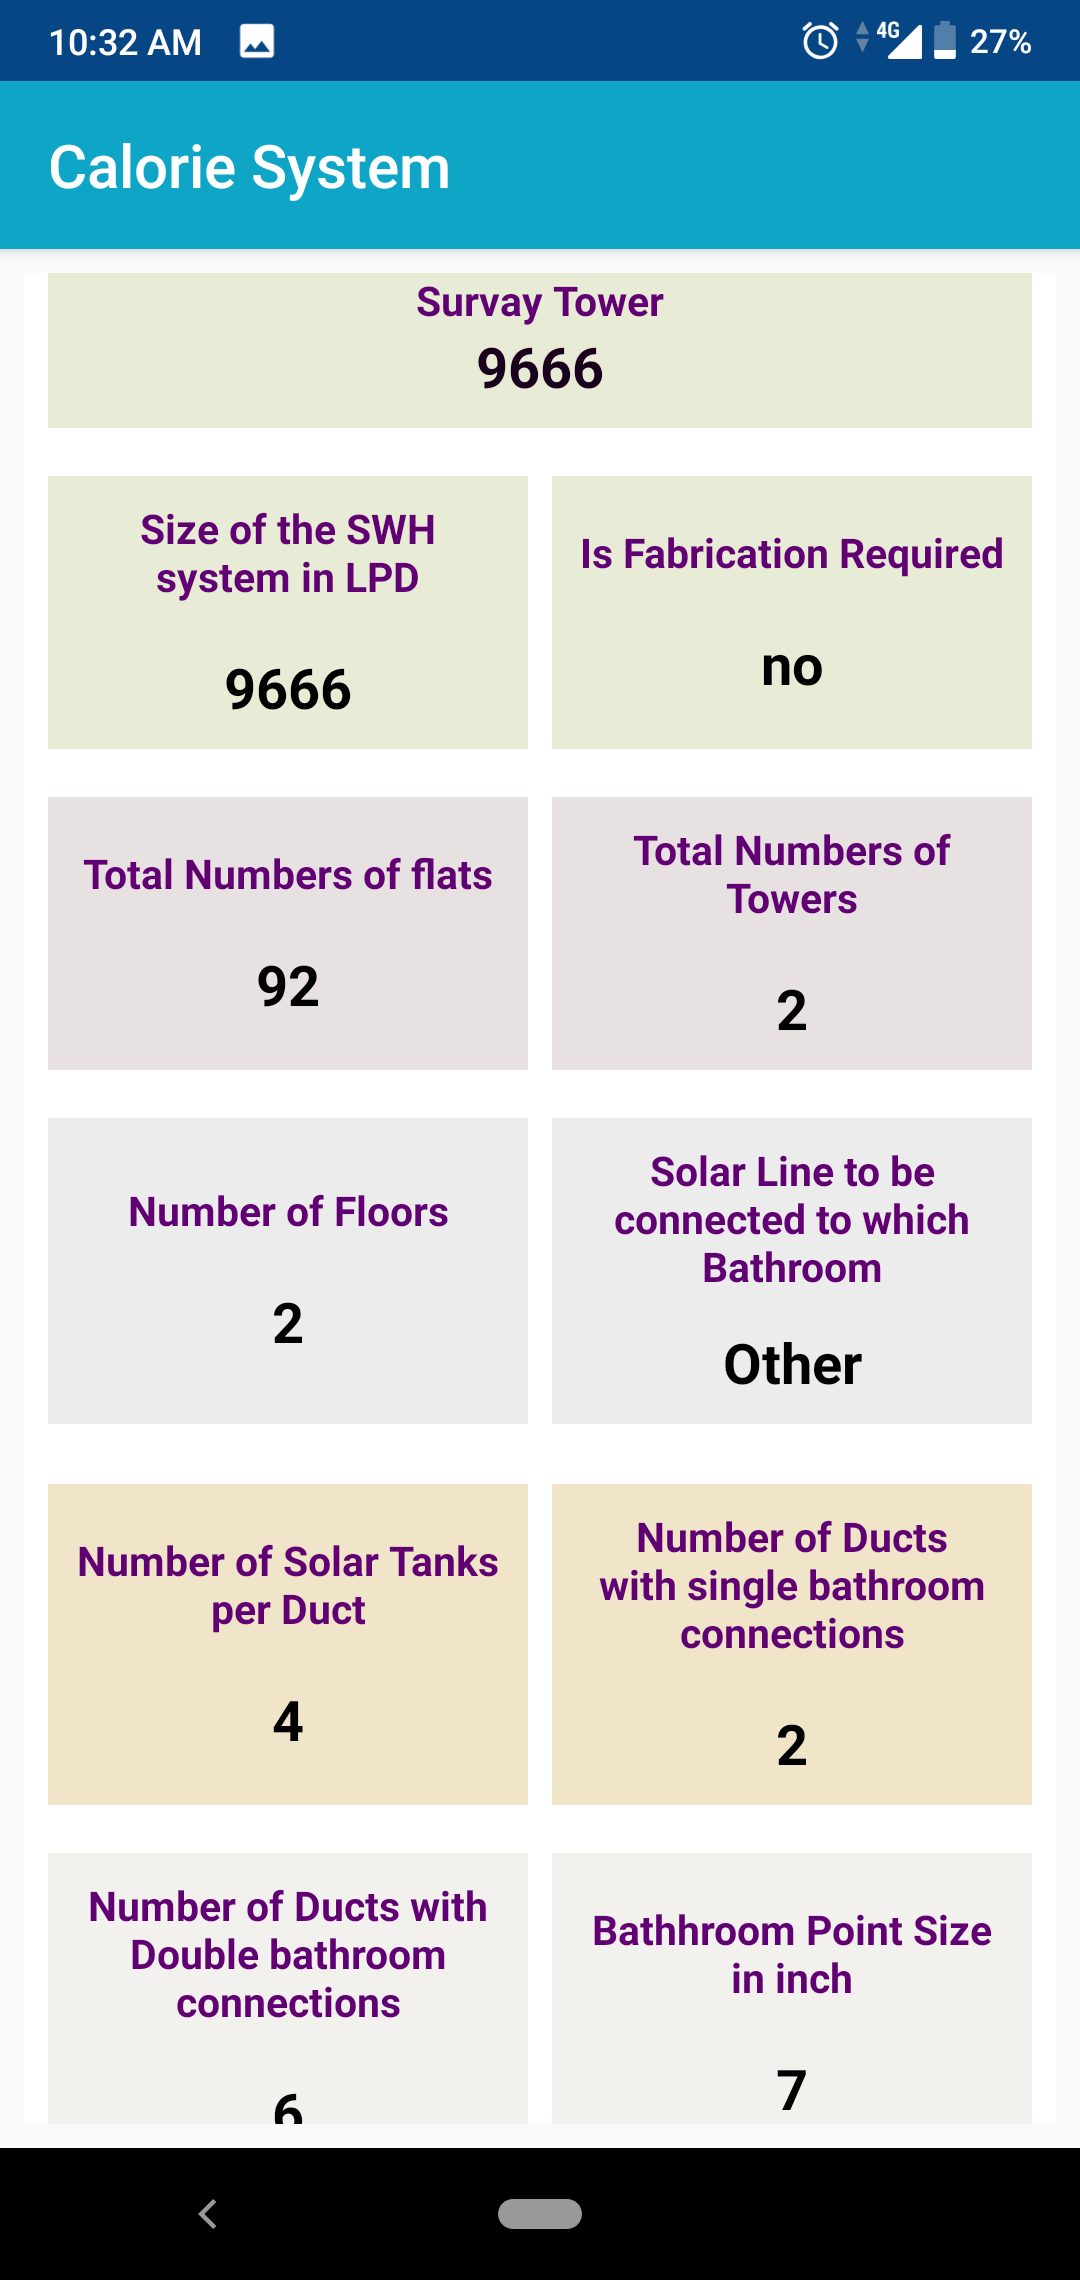 10:32 AM
4G
27%
Calorie System
Survay Tower
9666
Size of the SWH
system in LPD
9666
Is Fabrication Required
no
Total Numbers of flats
92
Total Numbers of
Towers
2
Number of Floors
2
Solar Line to be
connected to which
Bathroom
Other
Number of Solar Tanks
per Duct
4
Number of Ducts
with single bathroom
connections
2
Number of Ducts with
Double bathroom
connections
6
Bathhroom Point Size
in inch
7